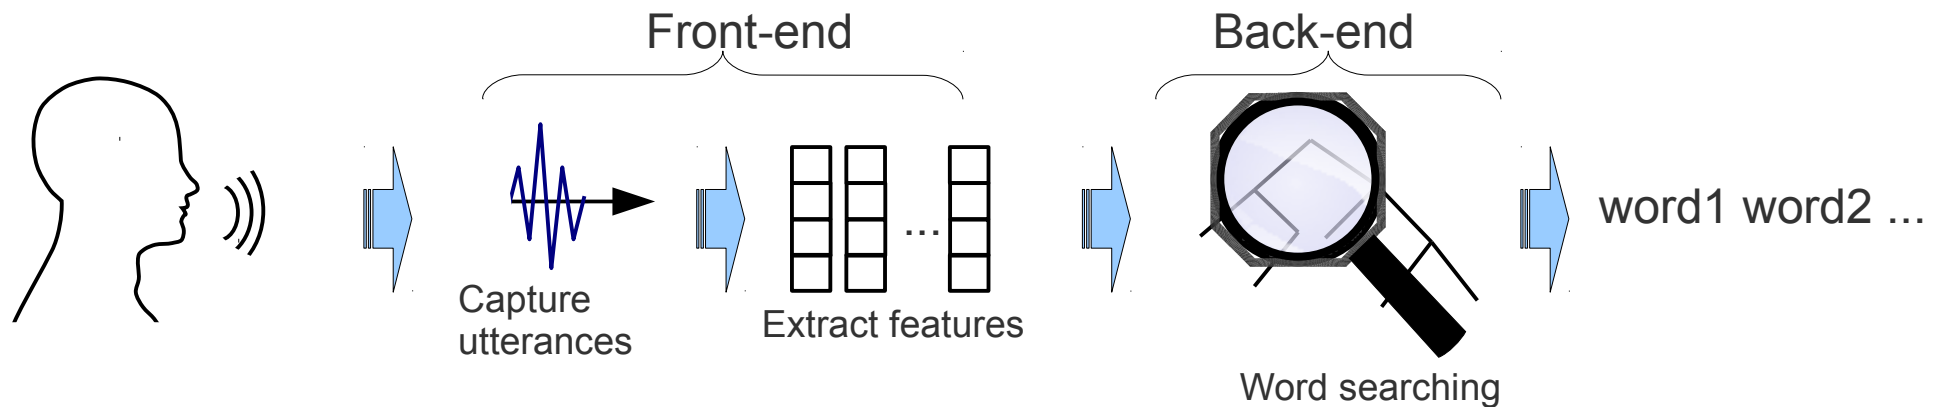 Front-end
Back-end
Capture
utterances
...
Extract features
Word searching
word1 word2 ...